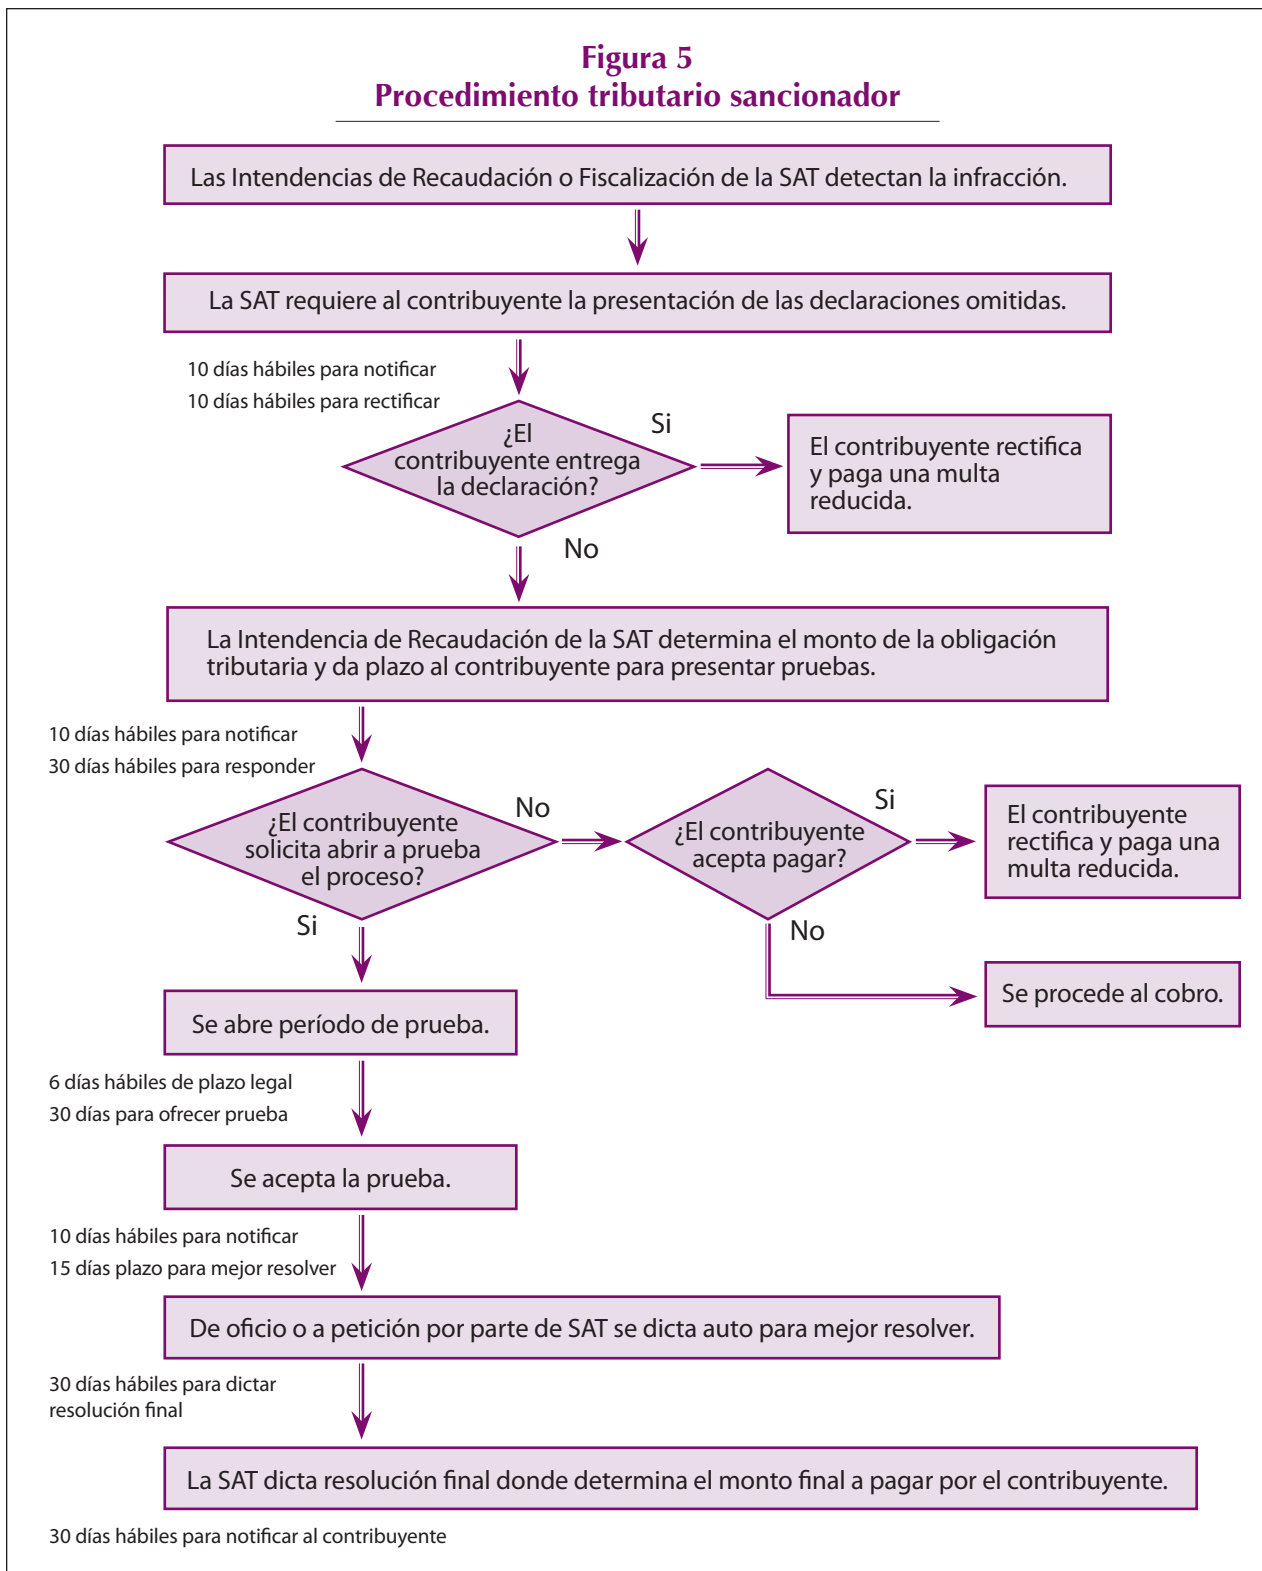 Figura 5
Procedimiento tributario sancionador
Las Intendencias de Recaudación o Fiscalización de la SAT detectan la infracción.
La SAT requiere al contribuyente la presentación de las declaraciones omitidas.
10 días hábiles para notificar
10 días hábiles para rectificar
¿El
contribuyente entrega
la declaración?
Si
El contribuyente rectifica
y paga una multa
reducida.
No
La Intendencia de Recaudación de la SAT determina el monto de la obligación
tributaria y da plazo al contribuyente para presentar pruebas.
10 días hábiles para notificar
30 días hábiles para responder
¿El contribuyente
solicita abrir a prueba
el proceso?
No
¿El contribuyente
acepta pagar?
Si
El contribuyente
rectifica y paga una
multa reducida.
Si
No
Se procede al cobro.
Se abre período de prueba.
6 días hábiles de plazo legal
30 días para ofrecer prueba
Se acepta la prueba.
10 días hábiles para notificar
15 días plazo para mejor resolver
De oficio o a petición por parte de SAT se dicta auto para mejor resolver.
30 días hábiles para dictar
resolución final
La SAT dicta resolución final donde determina el monto final a pagar por el contribuyente.
30 días hábiles para notificar al contribuyente